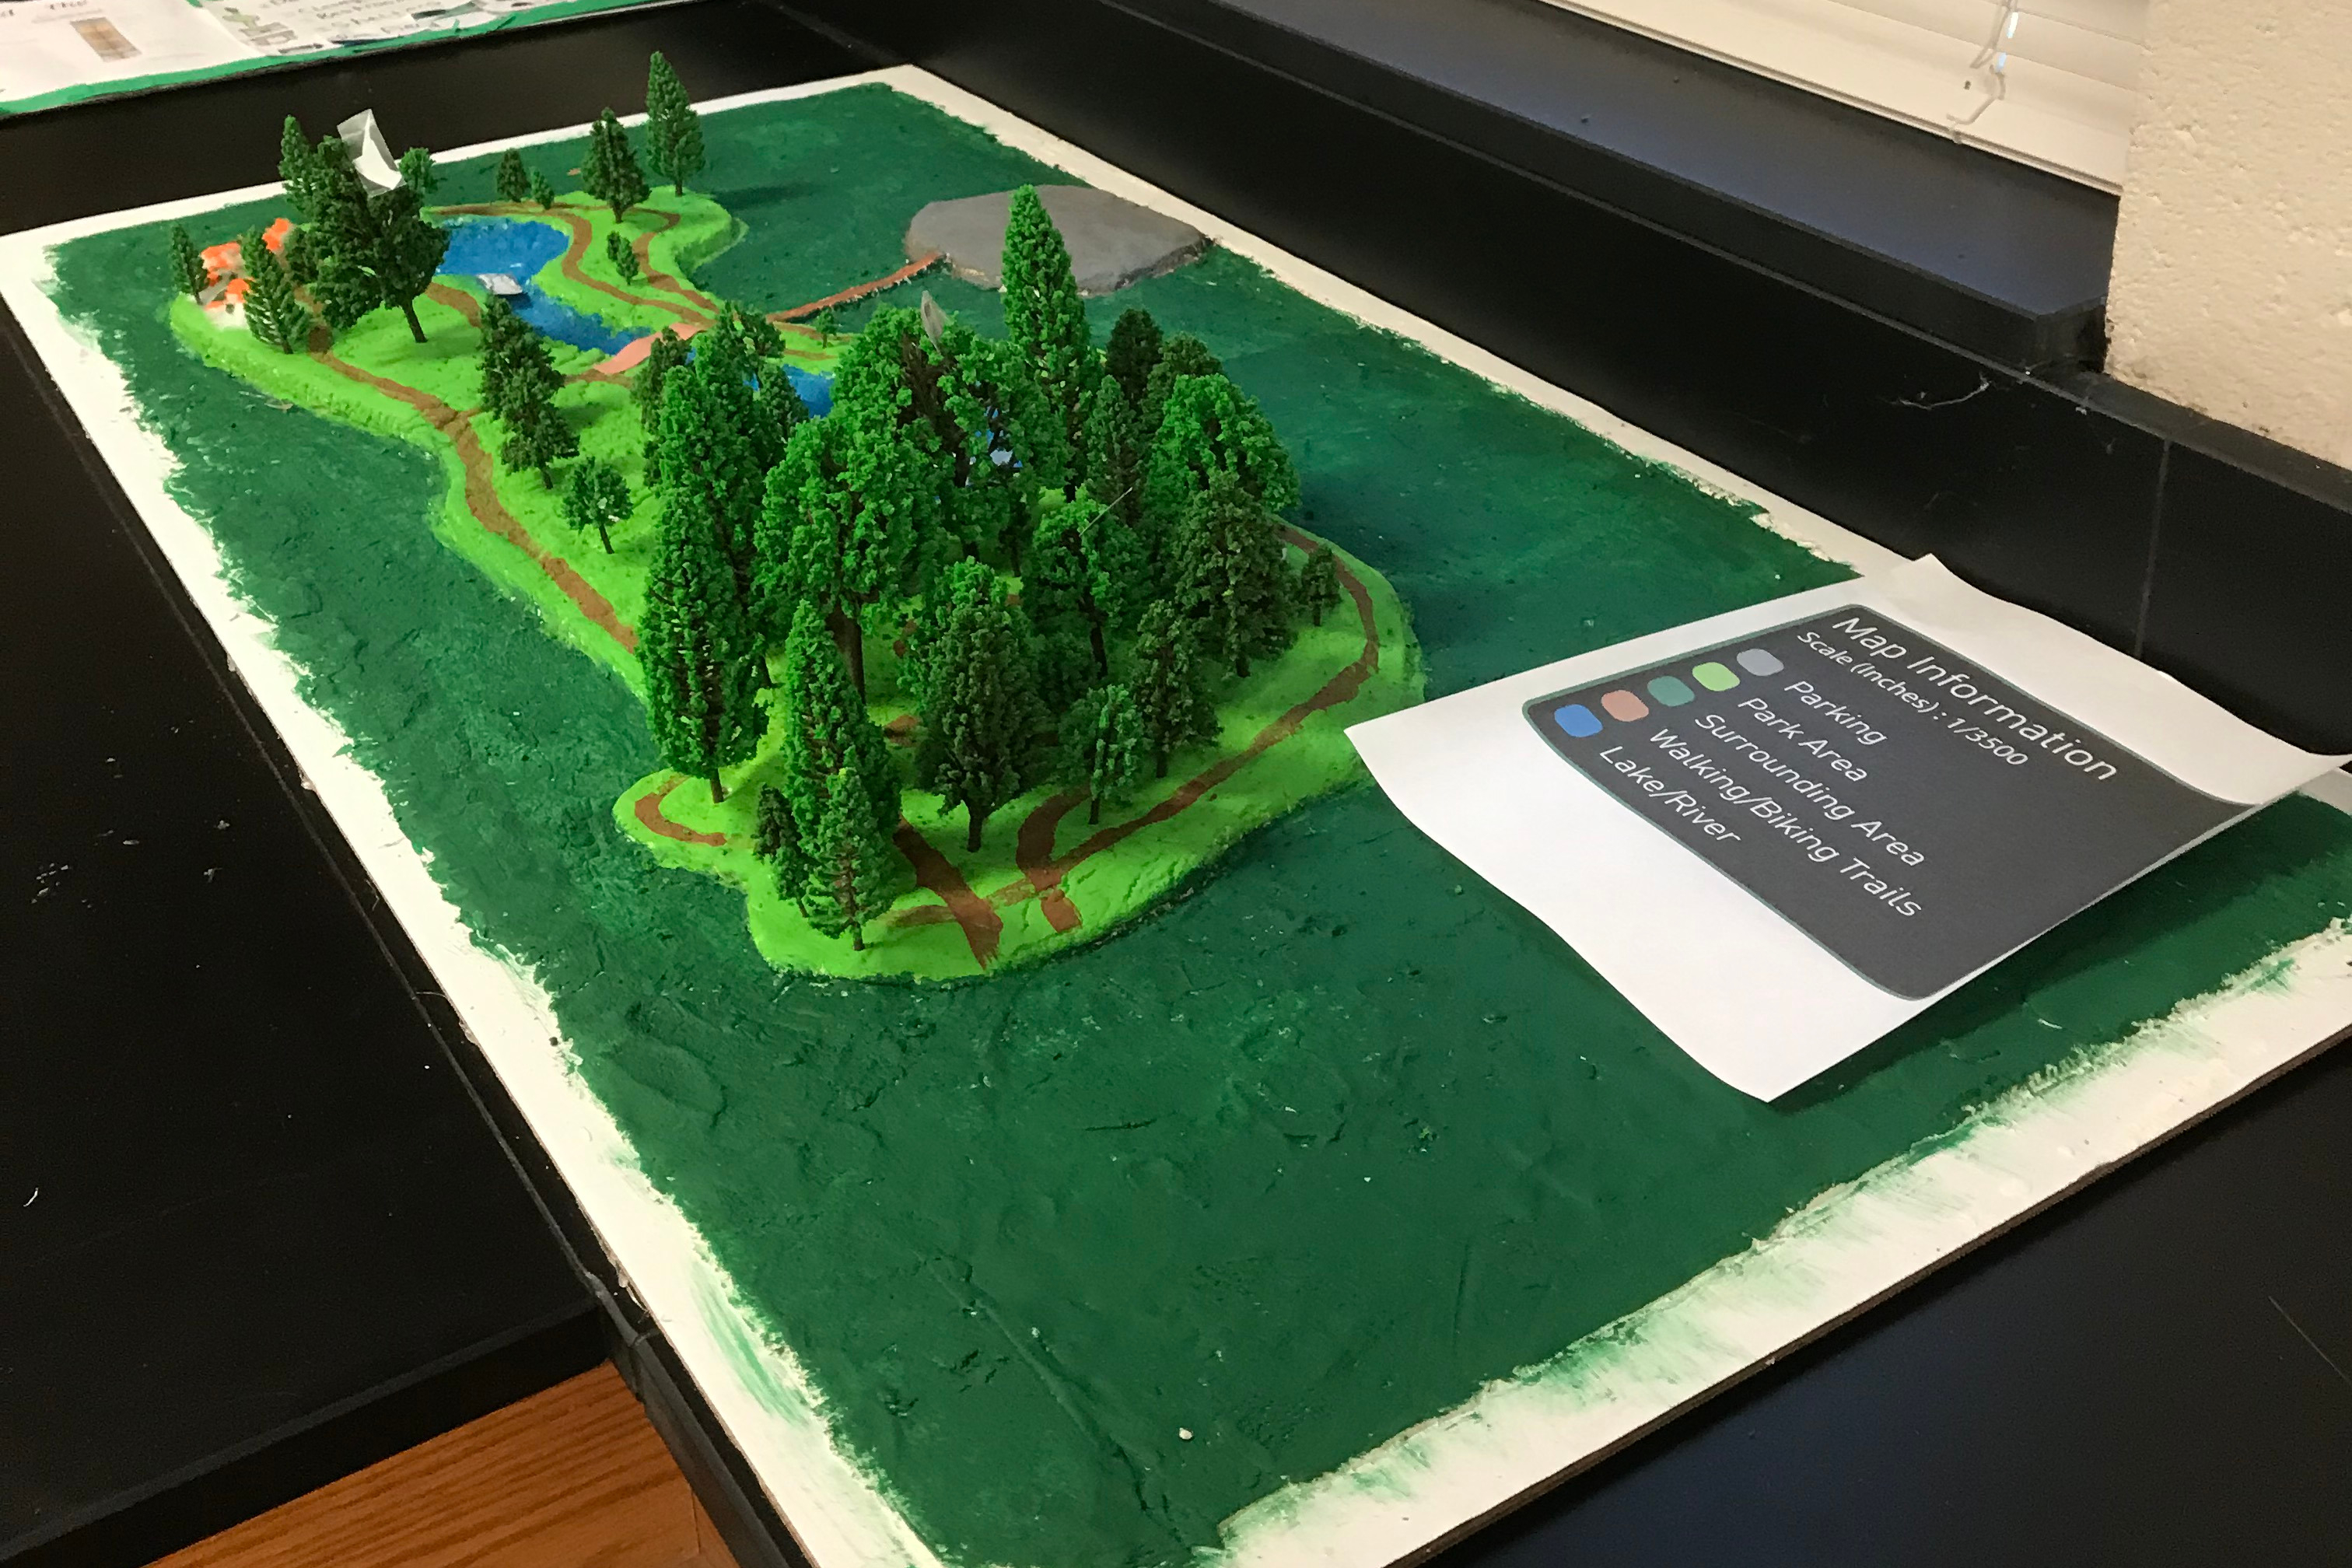 Map Information
Scale (Inches) : 1/3500
Parking
Park Area
Surrounding Area
Walking/Biking Trails
Lake/River